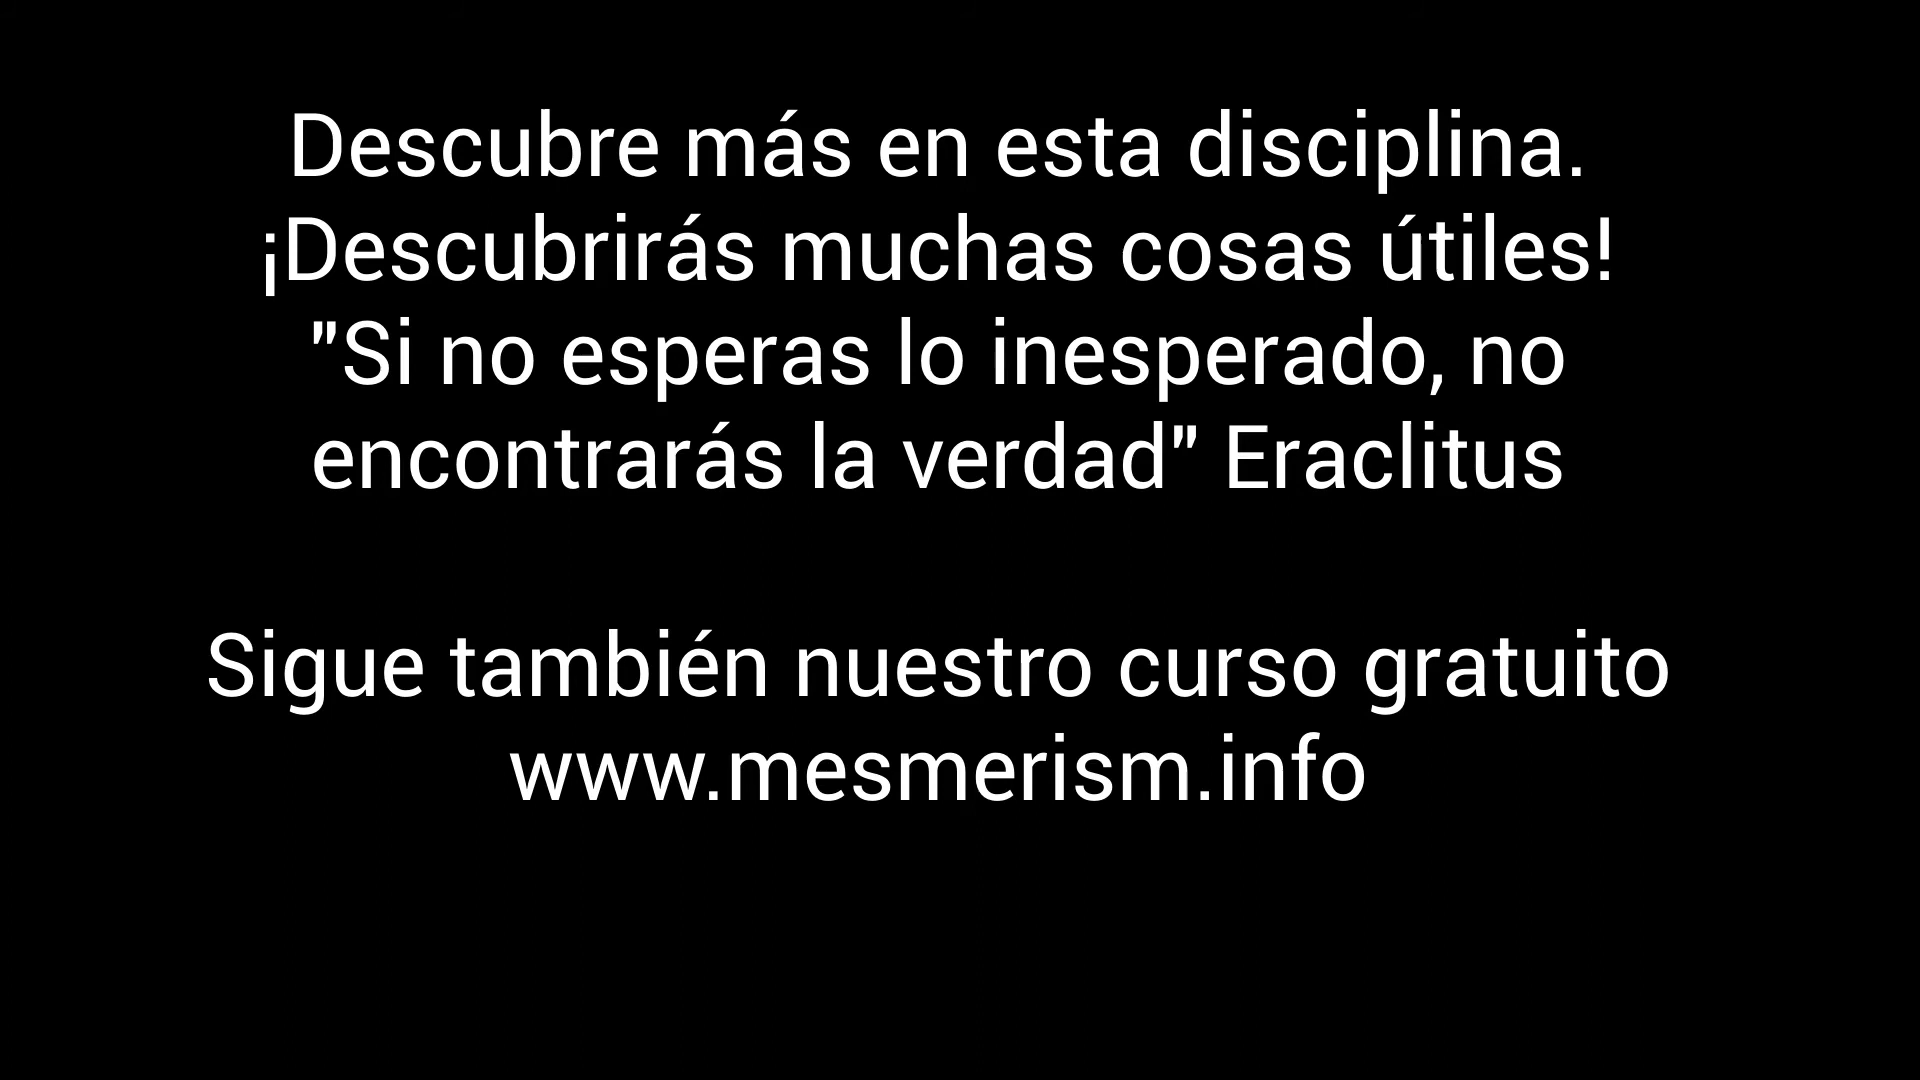 Descubre más en esta disciplina.
¡Descubrirás muchas cosas útiles!
"Si no esperas lo inesperado, no
encontrarás la verdad" Eraclitus
Sigue también nuestro curso gratuito
www.mesmerism.info